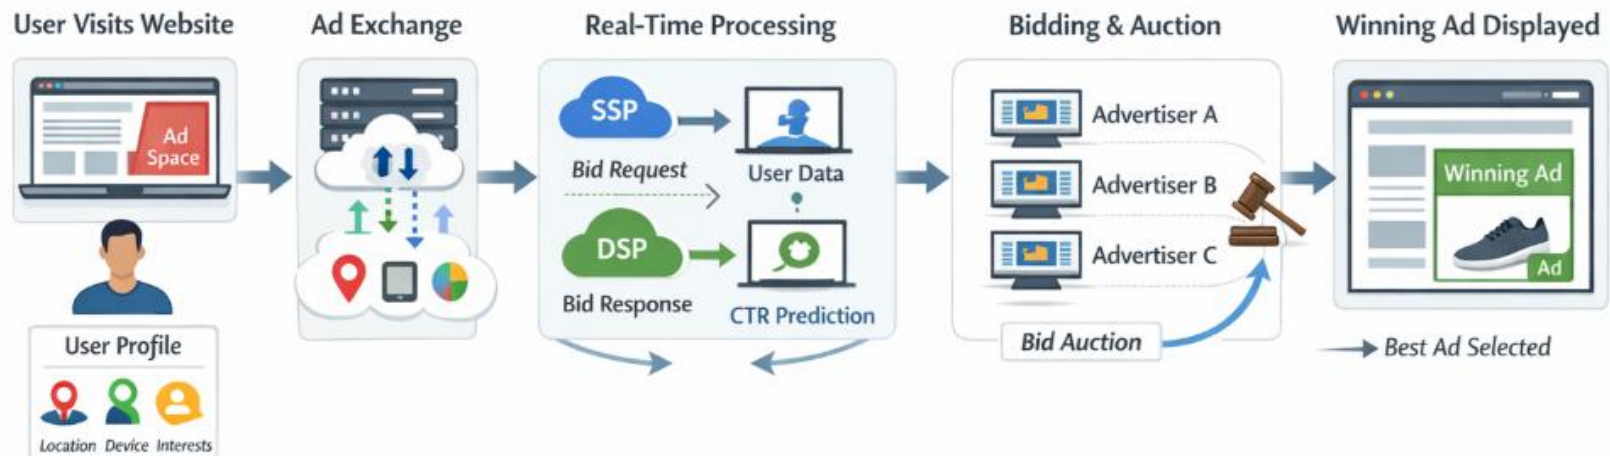 User Visits Website
Ad
Space
User Profile
Location Device Interests
Ad Exchange
Real-Time Processing
SSP
Bid Request
User Data
DSP
Bid Response
CTR Prediction
Bidding & Auction
Advertiser A
Advertiser B
Advertiser C
Bid Auction
Winning Ad Displayed
Winning Ad
Ad
Best Ad Selected